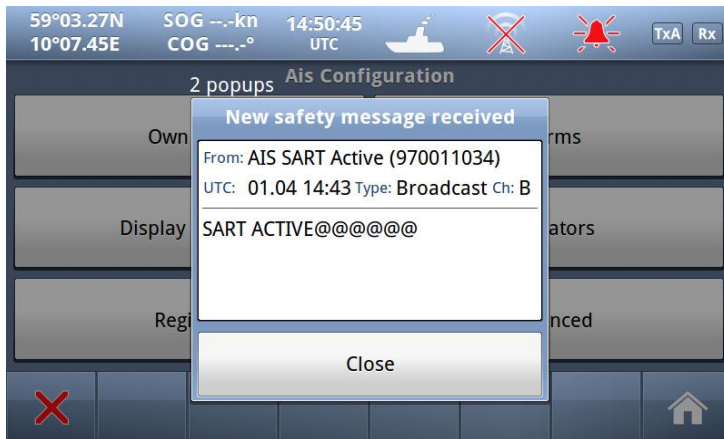 59°03.27N SOG --.-kn 14:50:45
10°07.45E COG ---.-° UTC
TxA Rx
2 popups Ais Configuration
New safety message received
From: AIS SART Active (970011034)
UTC: 01.04 14:43 Type: Broadcast Ch: B
SART ACTIVE@@@@@@
Close
Own
rms
Display
ators
Regi
nced